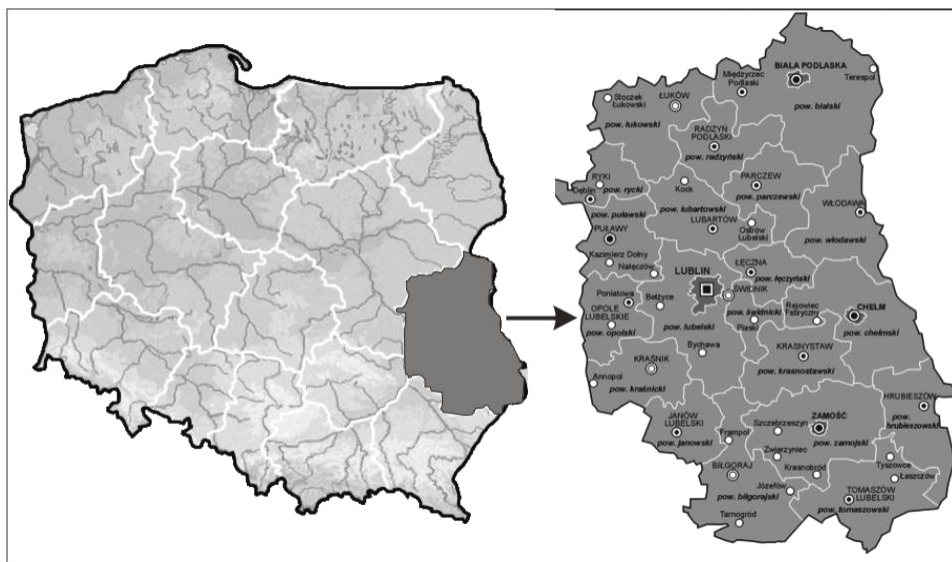 BIAŁA PODLASKA
Międzyrzec
Podlaski
Terespol
pow. bialski
Stoczek
Łukowski
ŁUKÓW
pow. łukowski
RADZYŃ
PODLASKI
pow. radzyński
RYKI
pow. rycki
Dęblin
Kock
PARCZEW
pow. parczewski
WŁODAWA
pow. włodawski
pow. puławski
pow. lubartowski
LUBARTÓW
Ostrów
Lubelski
PUŁAWY
Kazimierz Dolny
Nałęczów
LUBLIN
ŁĘCZNA
pow. łęczyński
ŚWIDNIK
Poniatowa
OPOLE
LUBELSKIE
pow. opolski
Bełżyce
pow. lubelski
pow. świdnicki
Piaski
Rejowiec
Fabryczny
CHEŁM
pow. chełmski
Bychawa
KRASNYSTAW
pow. krasnostawski
KRAŚNIK
Annopol
pow. kraśnicki
HRUBIESZÓW
pow.
hrubieszowski
JANÓW
LUBELSKI
pow. janowski
Frampol
Szczebrzeszyn
ZAMOŚĆ
pow. zamojski
Zwierzyniec
BIŁGORAJ
pow. biłgorajski
Krasnobród
Józefów
Tyszowce
Łaszczów
TOMASZÓW
LUBELSKI
pow. tomaszowski
Tarnogród